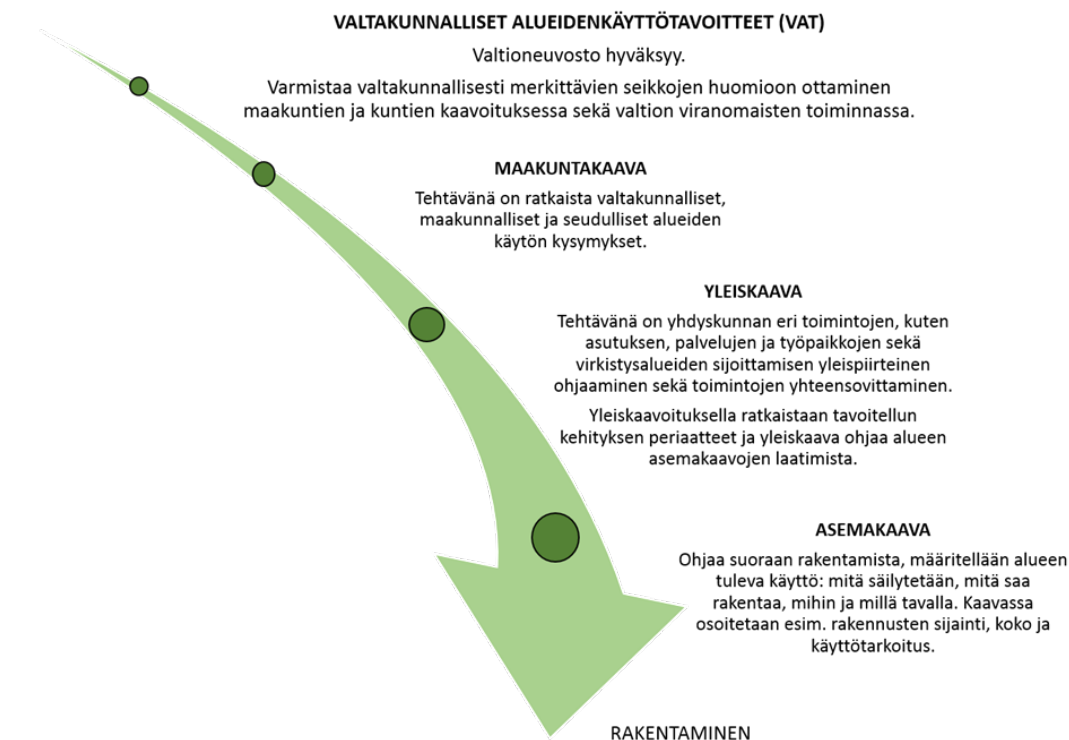 VALTAKUNNALLISET ALUEIDENKÄYTTÖTAVOITTEET (VAT)
Valtioneuvosto hyväksyy.
Varmistaa valtakunnallisesti merkittävien seikkojen huomioon ottaminen
maakuntien ja kuntien kaavoituksessa sekä valtion viranomaisten toiminnassa.
MAAKUNTAKAAVA
Tehtävänä on ratkaista valtakunnalliset,
maakunnalliset ja seudulliset alueiden
käytön kysymykset.
YLEISKAAVA
Tehtävänä on yhdyskunnan eri toimintojen, kuten
asutuksen, palvelujen ja työpaikkojen sekä
virkistysalueiden sijoittamisen yleispiirteinen
ohjaaminen sekä toimintojen yhteensovittaminen.
Yleiskaavoituksella ratkaistaan tavoitellun
kehityksen periaatteet ja yleiskaava ohjaa alueen
asemakaavojen laatimista.
ASEMAKAAVA
Ohjaa suoraan rakentamista, määritellään alueen
tuleva käyttö: mitä säilytetään, mitä saa
rakentaa, mihin ja millä tavalla. Kaavassa
osoitetaan esim. rakennusten sijainti, koko ja
käyttötarkoitus.
RAKENTAMINEN